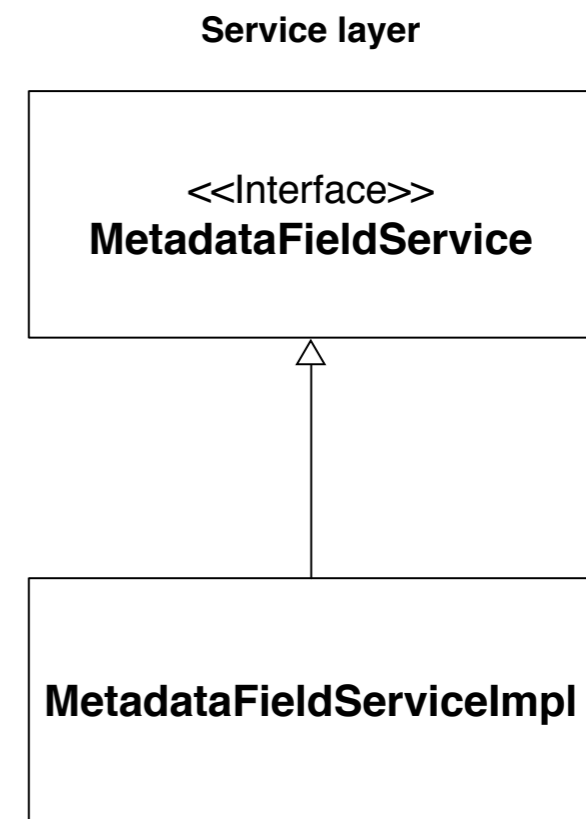 Service layer
<<Interface>>
MetadataFieldService
MetadataFieldServiceImpl